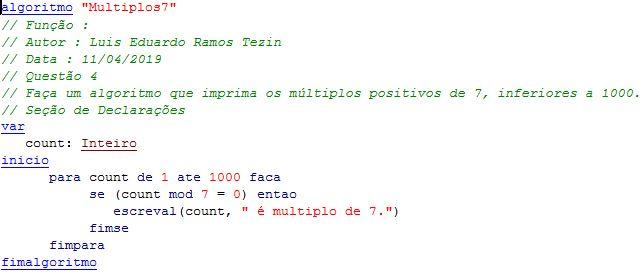 algoritmo "Multiplos7"
// Função :
// Autor : Luis Eduardo Ramos Tezin
// Data : 11/04/2019
// Questão 4
// Faça um algoritmo que imprima os múltiplos positivos de 7, inferiores a 1000.
// Seção de Declarações
var
count: Inteiro
inicio
para count de 1 ate 1000 faca
se (count mod 7 = 0) entao
escreval(count, " é multiplo de 7.")
fimse
fimpara
fimalgoritmo